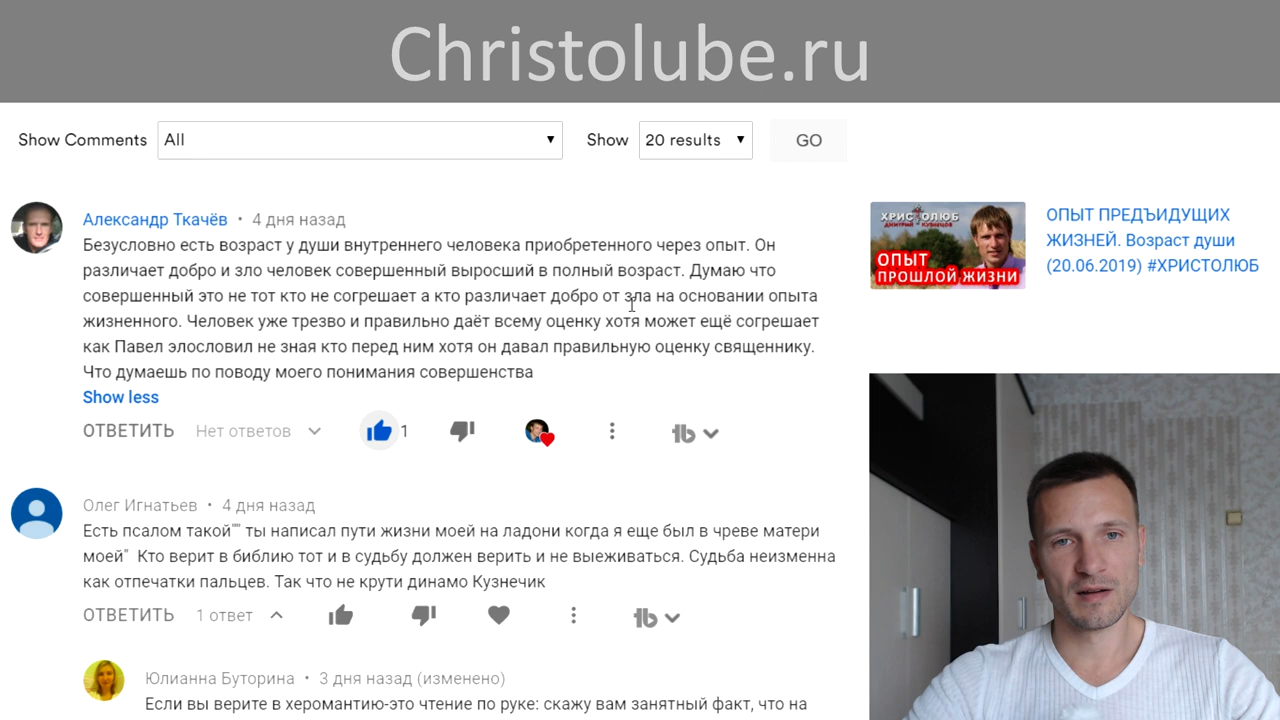 Christolube.ru
Show Comments All Show 20 results GO
Александр Ткачёв • 4 дня назад
Безусловно есть возраст у души внутреннего человека приобретенного через опыт. Он
различает добро и зло человек совершенный выросший в полный возраст. Думаю что
совершенный это не тот кто не согрешает а кто различает добро от зла на основании опыта
жизненного. Человек уже трезво и правильно даёт всему оценку хотя может ещё согрешает
как Павел элословил не зная кто перед ним хотя он давал правильную оценку священнику.
Что думаешь по поводу моего понимания совершенства
Show less
ОТВЕТИТЬ Нет ответов 1
ХРИСТОЛЮБ
ДМИТРИЙ КУЗНЕЦОВ
ОПЫТ
ПРОШЛОЙ ЖИЗНИ
ОПЫТ ПРЕДЪИДУЩИХ
ЖИЗНЕЙ. Возраст души
(20.06.2019) #ХРИСТОЛЮБ
Олег Игнатьев • 4 дня назад
Есть псалом такой"" ты написал пути жизни моей на ладони когда я еще был в чреве матери
моей" Кто верит в библию тот и в судьбу должен верить и не выеживаться. Судьба неизменна
как отпечатки пальцев. Так что не крути динамо Кузнечик
ОТВЕТИТЬ 1 ответ
Юлианна Буторина • 3 дня назад (изменено)
Если вы верите в херомантию-это чтение по руке: скажу вам занятный факт, что на